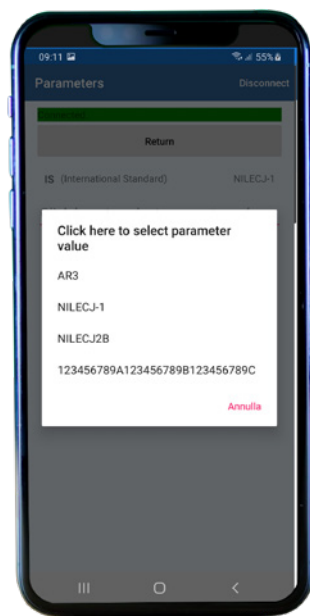 09:11 55%
Parameters Disconnect
Return
IS (International Standard) NILECJ-1
Click here to select parameter
value
AR3
NILECJ-1
NILECJ2B
123456789A123456789B123456789C
Annulla